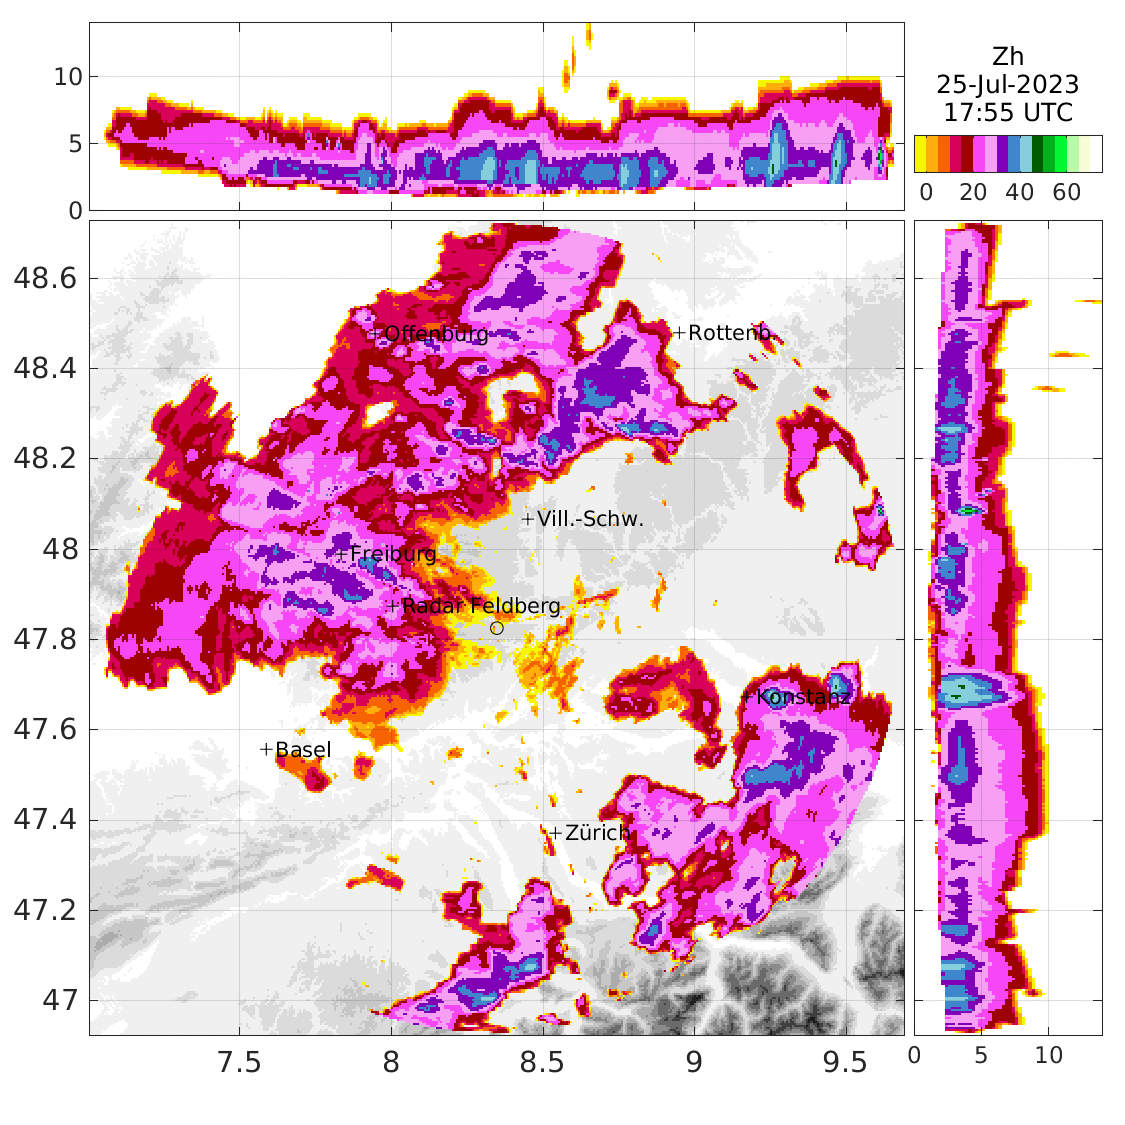 10
5
0
Zh
25-Jul-2023
17:55 UTC
0 20 40 60
48.6
48.4
48.2
48
47.8
47.6
47.4
47.2
47
+Offenburg
+Rottenb.
+Vill.-Schw.
+Freiburg
+Radar Feldberg
+Konstanz
+Basel
+Zürich
7.5 8 8.5 9 9.5
0 5 10